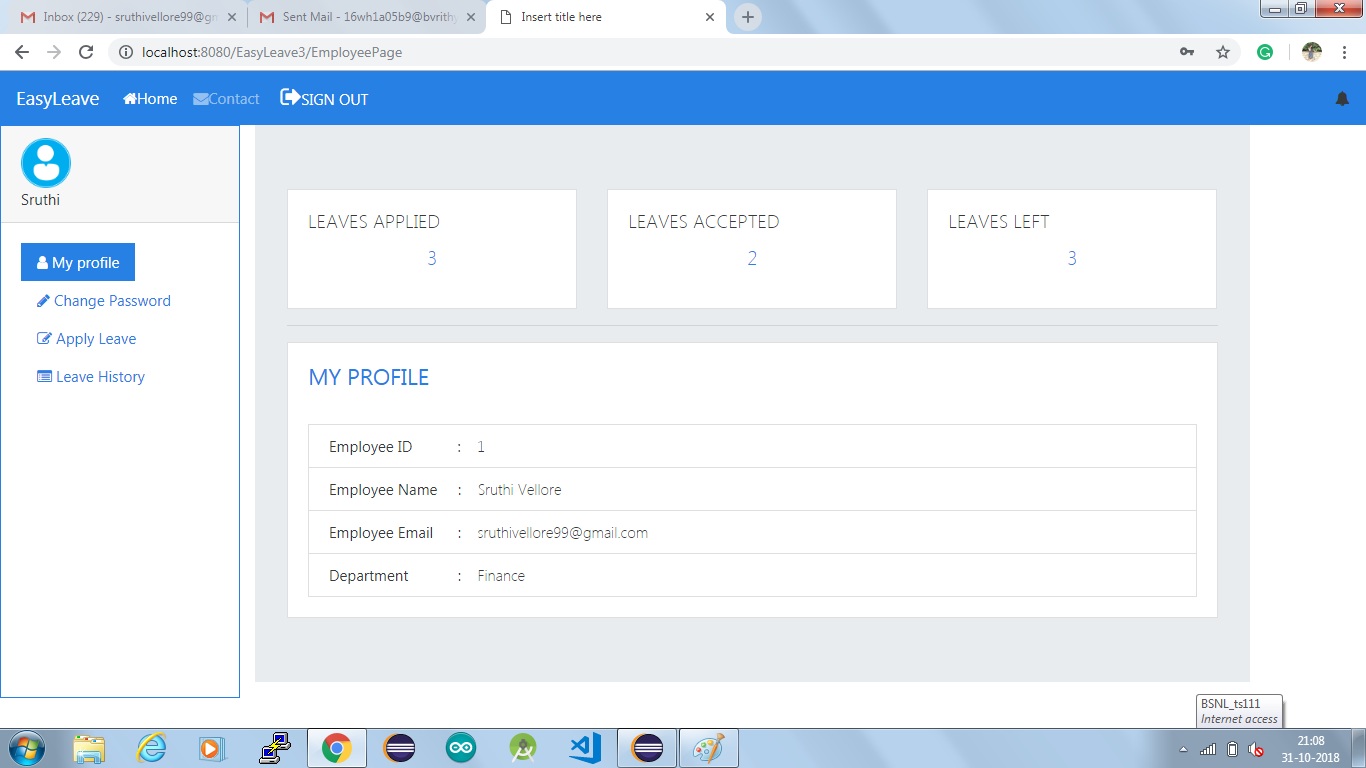 Inbox (229) - sruthivellore99@gm
Sent Mail - 16wh1a05b9@bvrithy
Insert title here
localhost:8080/EasyLeave3/EmployeePage
EasyLeave Home Contact SIGN OUT
Sruthi
My profile
Change Password
Apply Leave
Leave History
LEAVES APPLIED
3
LEAVES ACCEPTED
2
LEAVES LEFT
3
MY PROFILE
Employee ID : 1
Employee Name : Sruthi Vellore
Employee Email : sruthivellore99@gmail.com
Department : Finance
BSNL_ts111
Internet access
21:08
31-10-2018